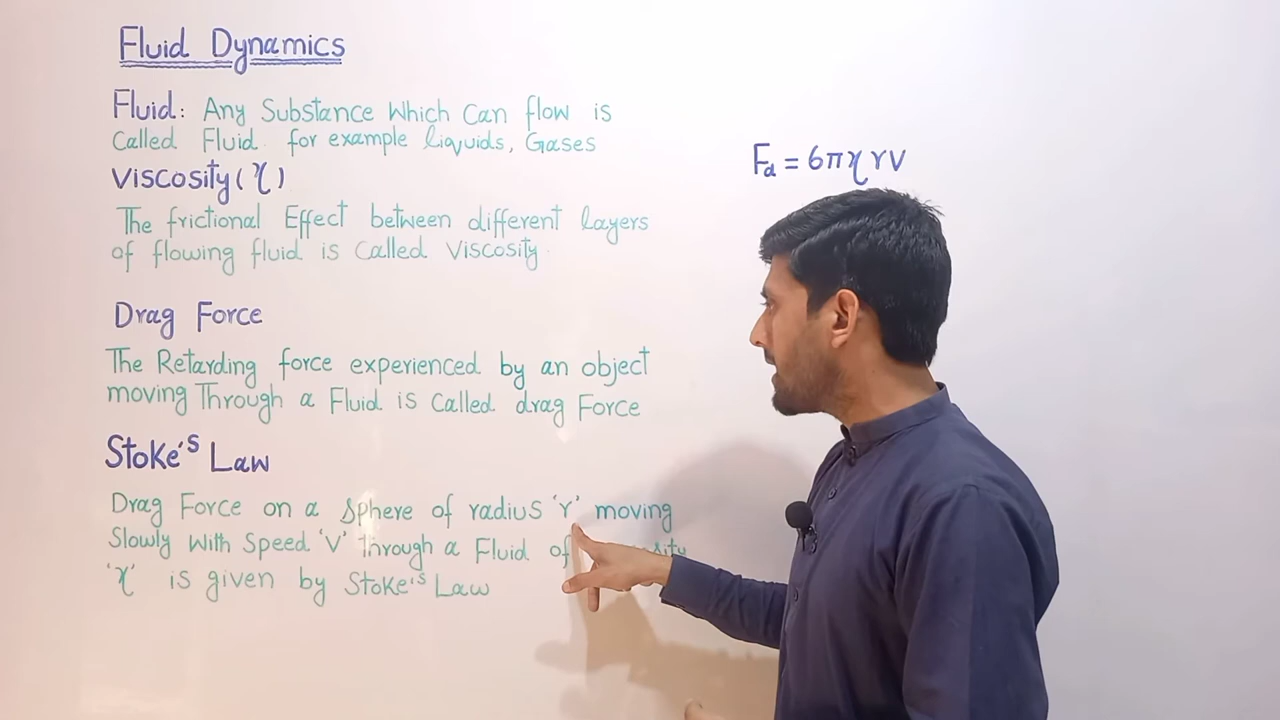 Fluid Dynamics
Fluid: Any Substance Which Can flow is
Called Fluid. for example liquids, Gases
Viscosity (η)
The frictional Effect between different layers
of flowing fluid is Called Viscosity.
Drag Force
The Retarding force experienced by an object
moving Through a Fluid is Called drag Force
Stoke's Law
Drag Force on a Sphere of radius 'r' moving
Slowly With Speed 'V' through a Fluid of
'η' is given by Stoke's Law
Fd = 6πηrV